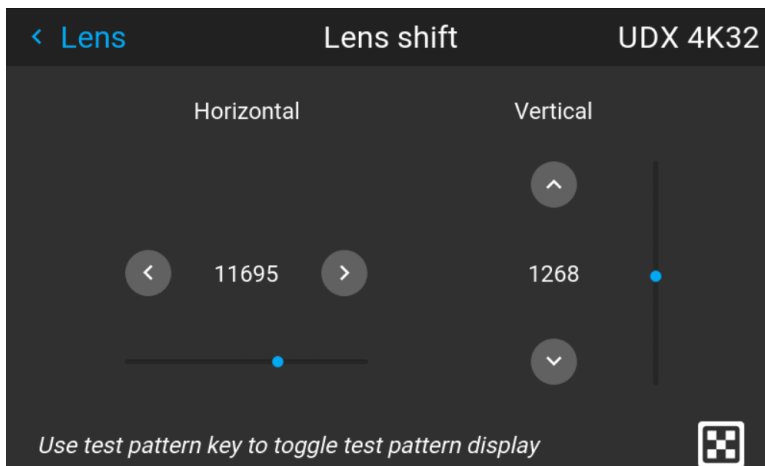 Lens Lens shift UDX 4K32
Horizontal Vertical
11695 1268
Use test pattern key to toggle test pattern display